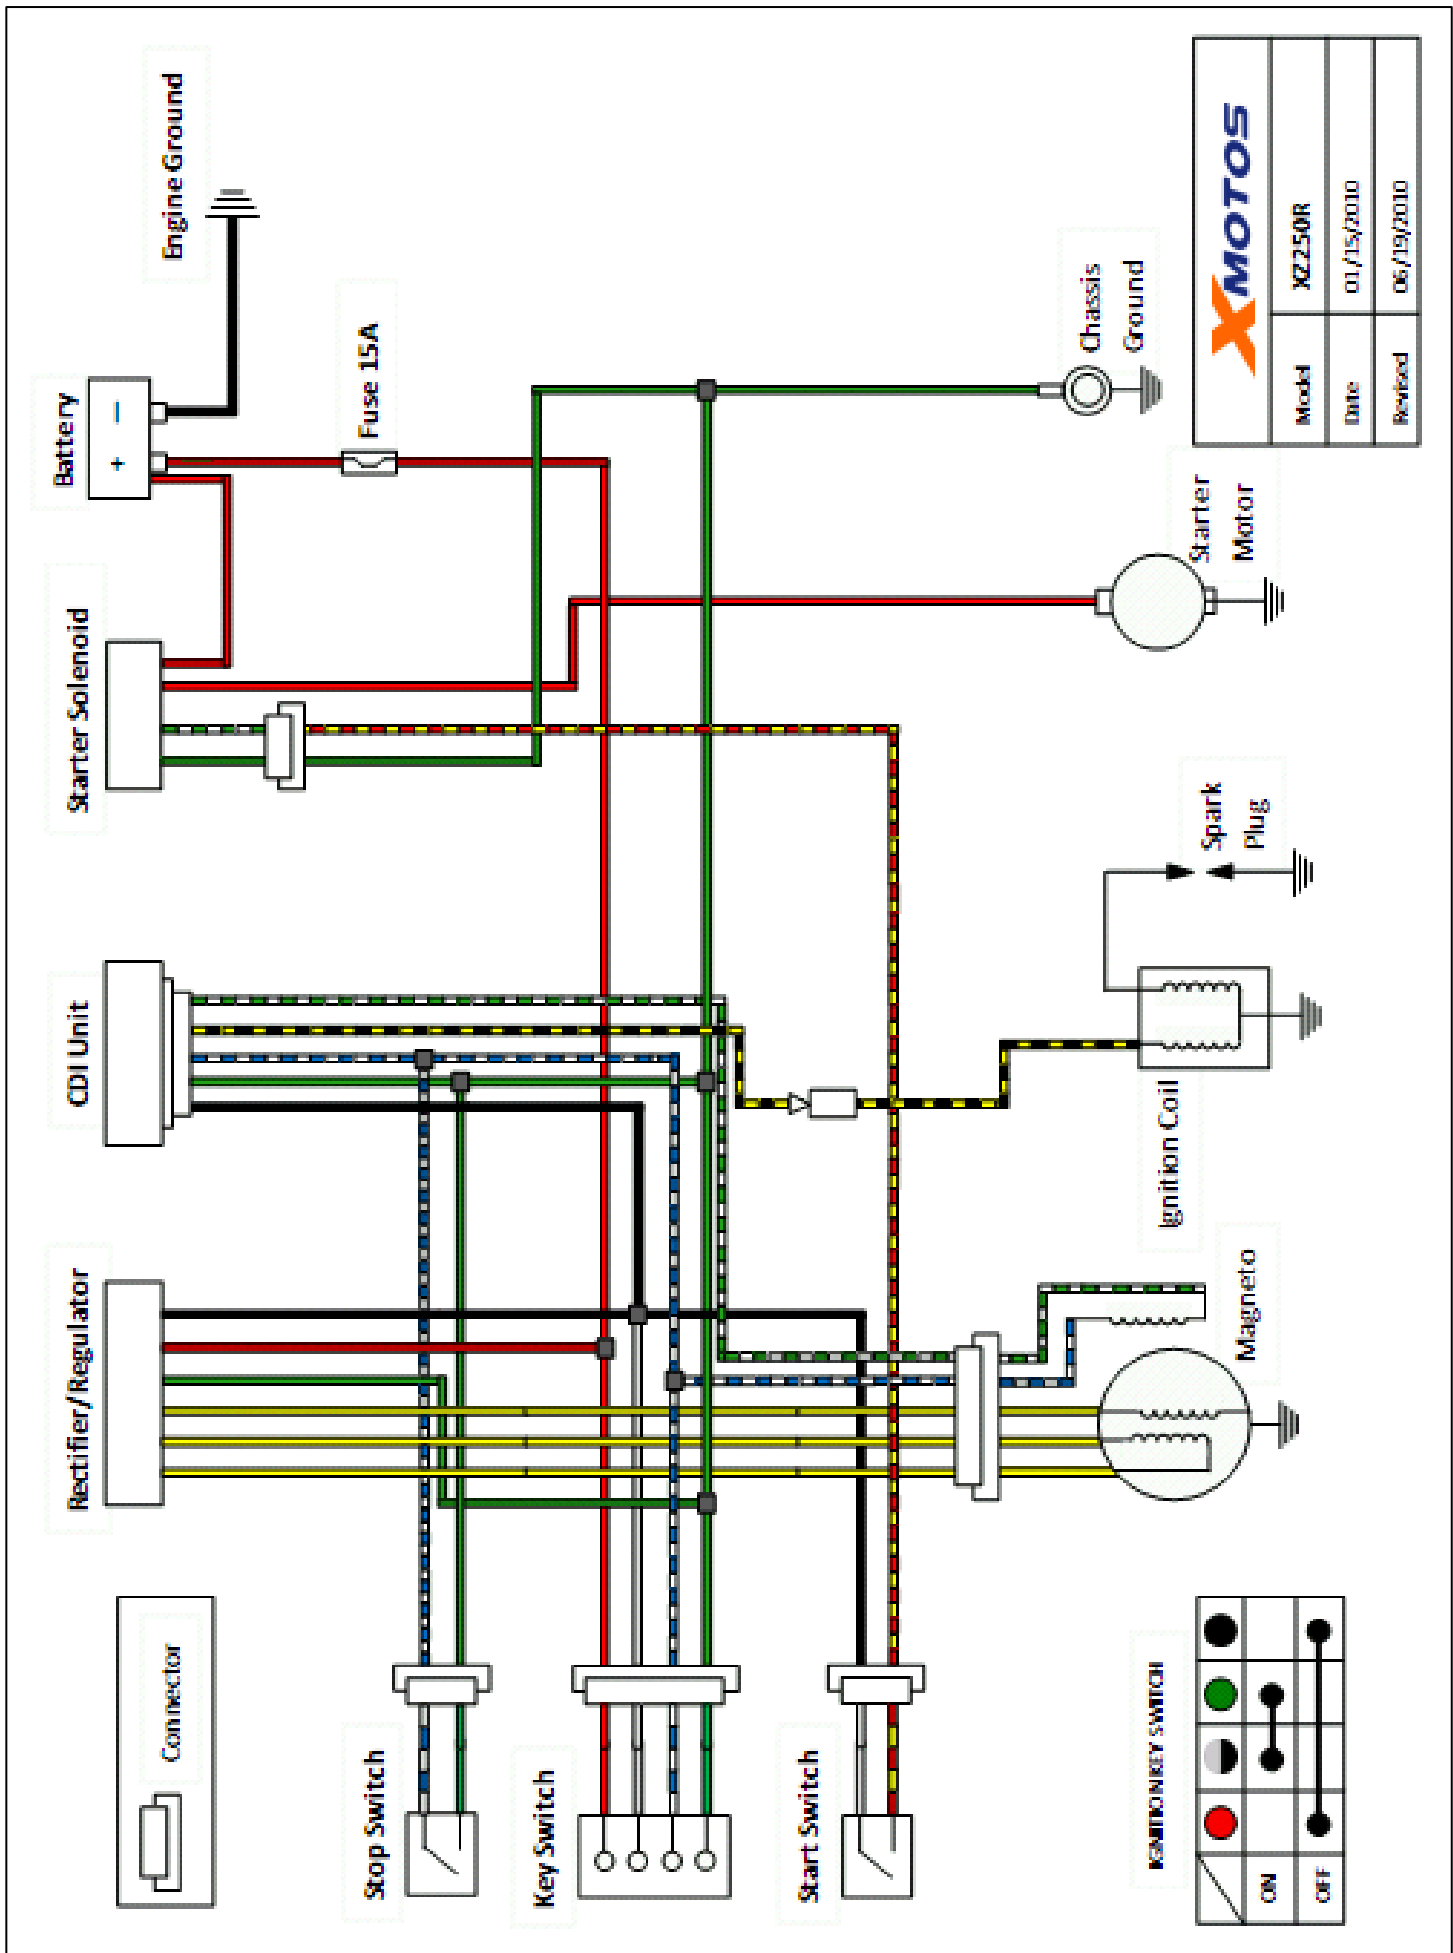 Connector
Rectifier/Regulator
CDI Unit
Starter Solenoid
Battery
+ −
Engine Ground
Fuse 15A
Stop Switch
Key Switch
Start Switch
Magneto
Ignition Coil
Spark
Plug
Starter
Motor
Chassis
Ground
IGNITION KEY SWITCH
ON
OFF
XMOTOS
Model XZ250R
Date 01/15/2010
Revised 06/19/2010